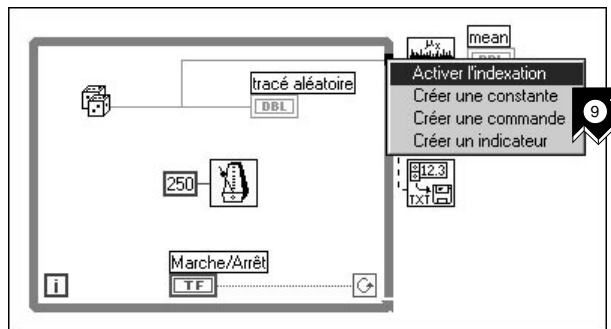 mean
μx
Activer l'indexation
Créer une constante
Créer une commande
Créer un indicateur
9
tracé aléatoire
DBL
250
12.3
TXT
Marche/Arrêt
TF
i